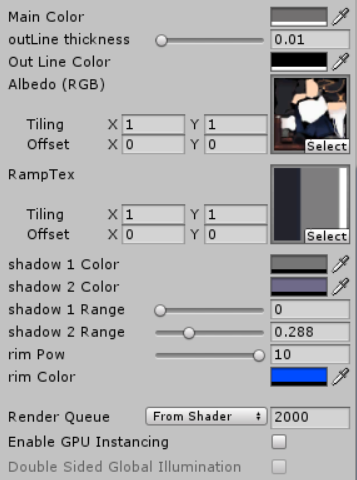 Main Color
outLine thickness 0.01
Out Line Color
Albedo (RGB)
Tiling X 1 Y 1
Offset X 0 Y 0
Select
RampTex
Tiling X 1 Y 1
Offset X 0 Y 0
Select
shadow 1 Color
shadow 2 Color
shadow 1 Range 0
shadow 2 Range 0.288
rim Pow 10
rim Color
Render Queue From Shader 2000
Enable GPU Instancing
Double Sided Global Illumination